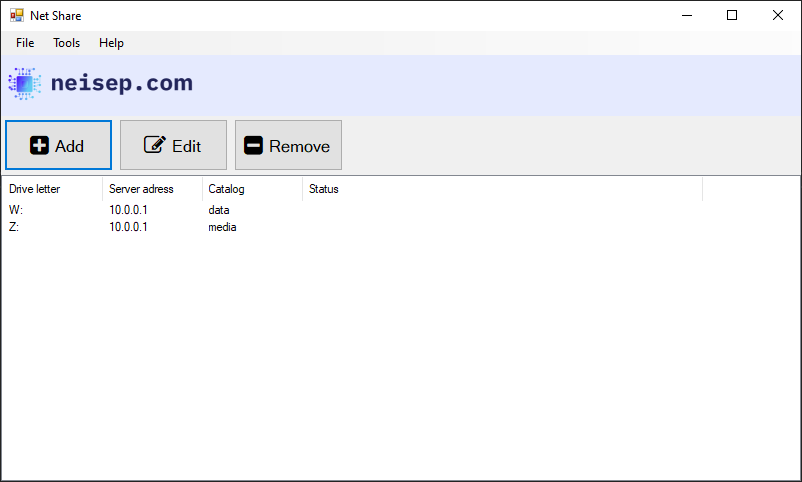 Net Share
File Tools Help
neisep.com
Add Edit Remove
Drive letter Server adress Catalog Status
W: 10.0.0.1 data
Z: 10.0.0.1 media